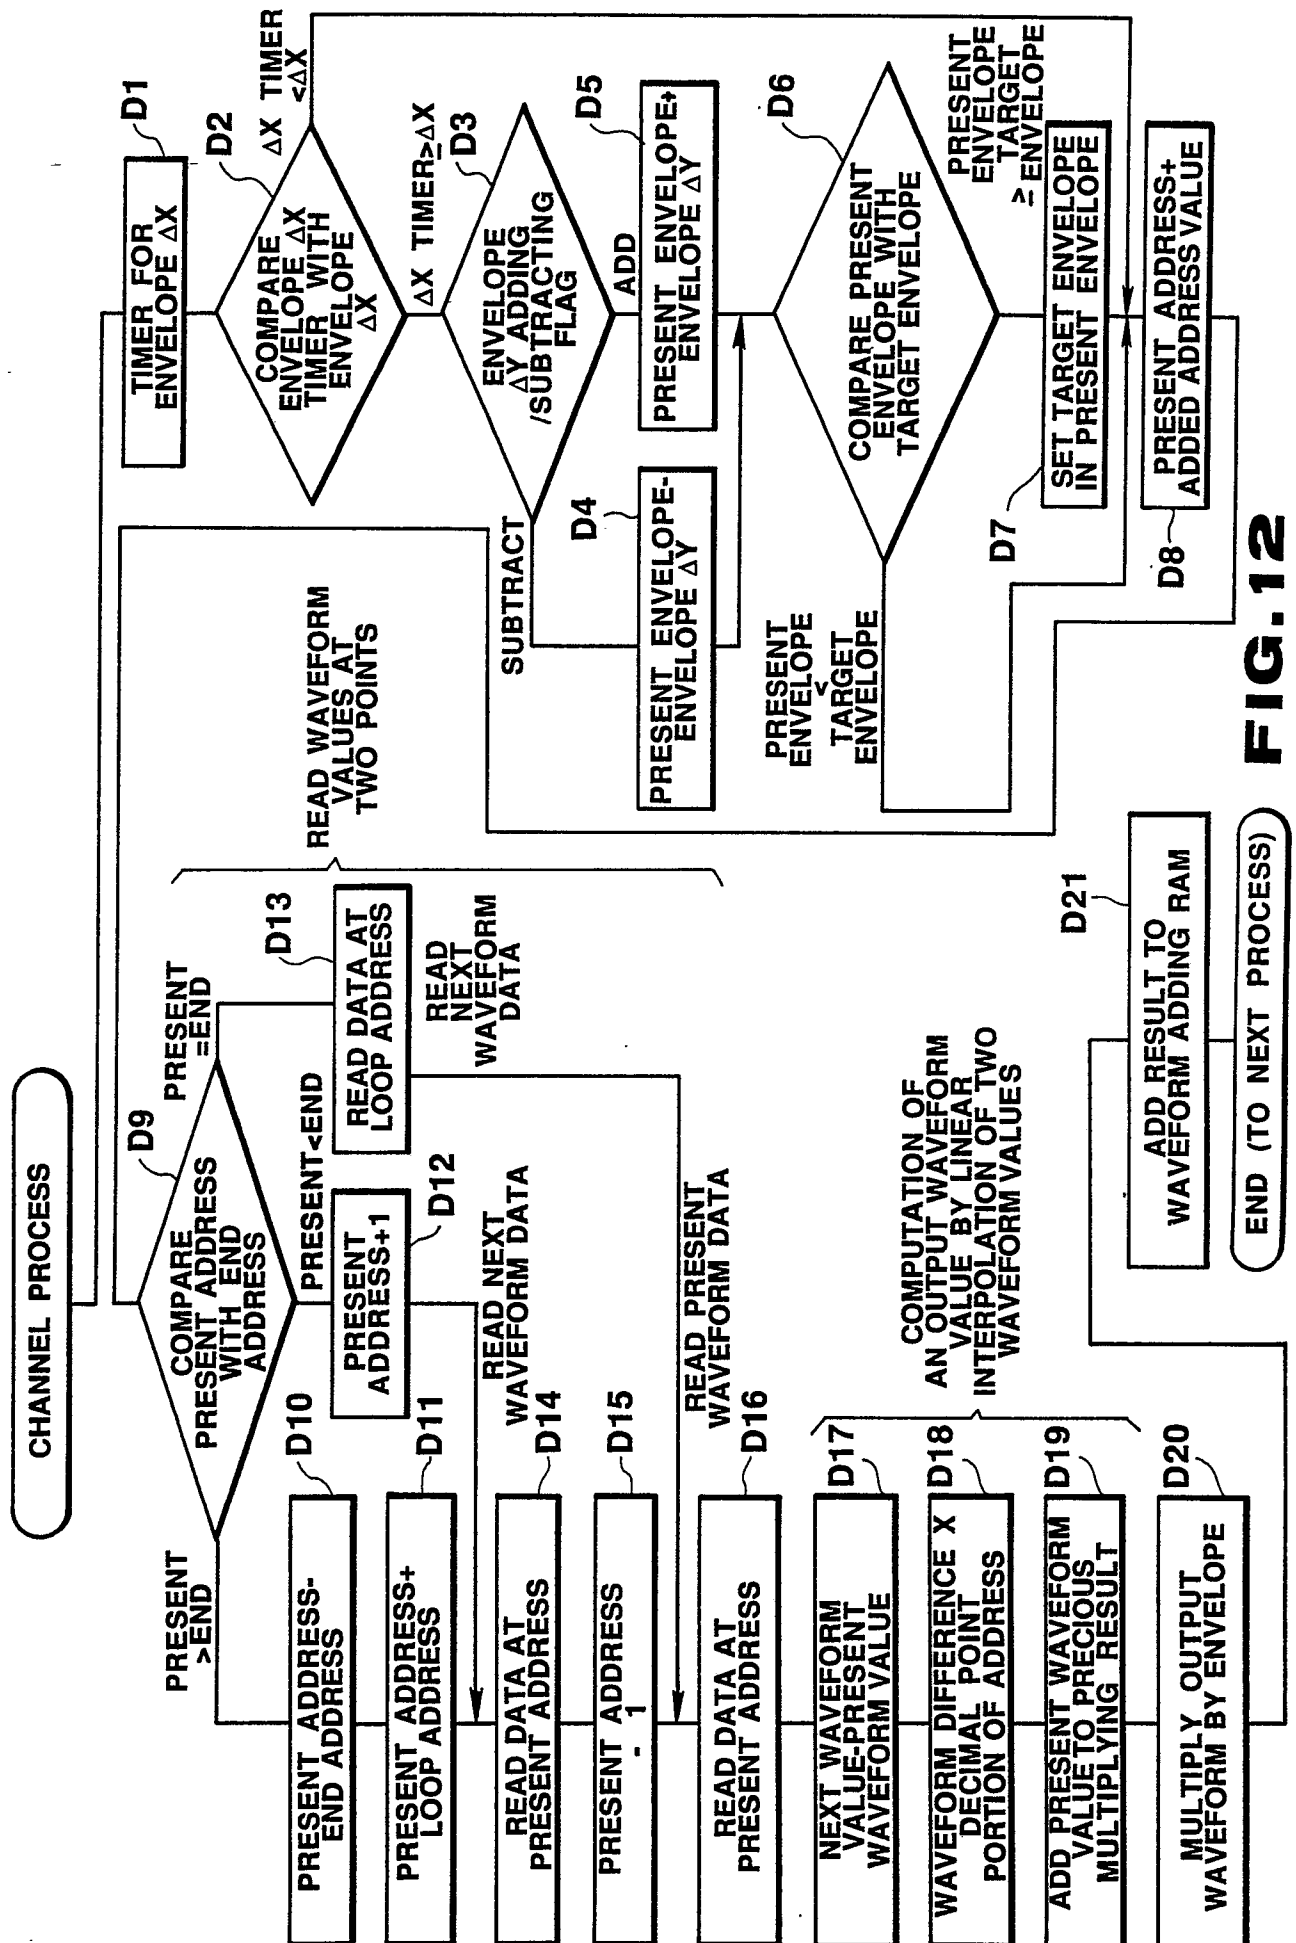 CHANNEL PROCESS
D1
TIMER FOR
ENVELOPE ΔX
D2
COMPARE
ENVELOPE ΔX
TIMER WITH
ENVELOPE
ΔX
ΔX TIMER
<ΔX
ΔX TIMER≥ΔX
D3
ENVELOPE
ΔY ADDING
/SUBTRACTING
FLAG
SUBTRACT
ADD
D4
PRESENT ENVELOPE-
ENVELOPE ΔY
D5
PRESENT ENVELOPE+
ENVELOPE ΔY
D6
COMPARE PRESENT
ENVELOPE WITH
TARGET ENVELOPE
PRESENT
ENVELOPE
<
TARGET
ENVELOPE
PRESENT
ENVELOPE
TARGET
≥ ENVELOPE
D7
SET TARGET ENVELOPE
IN PRESENT ENVELOPE
D8
PRESENT ADDRESS+
ADDED ADDRESS VALUE
D9
COMPARE
PRESENT ADDRESS
WITH END
ADDRESS
PRESENT
>END
PRESENT
=END
PRESENT<END
D10
PRESENT ADDRESS-
END ADDRESS
D11
PRESENT ADDRESS+
LOOP ADDRESS
D12
PRESENT
ADDRESS+1
D13
READ DATA AT
LOOP ADDRESS
READ WAVEFORM
VALUES AT
TWO POINTS
READ
NEXT
WAVEFORM
DATA
READ NEXT
WAVEFORM DATA
D14
READ DATA AT
PRESENT ADDRESS
D15
PRESENT ADDRESS
- 1
READ PRESENT
WAVEFORM DATA
D16
READ DATA AT
PRESENT ADDRESS
D17
NEXT WAVEFORM
VALUE-PRESENT
WAVEFORM VALUE
D18
WAVEFORM DIFFERENCE X
DECIMAL POINT
PORTION OF ADDRESS
D19
ADD PRESENT WAVEFORM
VALUE TO PRECIOUS
MULTIPLYING RESULT
COMPUTATION OF
AN OUTPUT WAVEFORM
VALUE BY LINEAR
INTERPOLATION OF TWO
WAVEFORM VALUES
D20
MULTIPLY OUTPUT
WAVEFORM BY ENVELOPE
D21
ADD RESULT TO
WAVEFORM ADDING RAM
END (TO NEXT PROCESS)
FIG.12